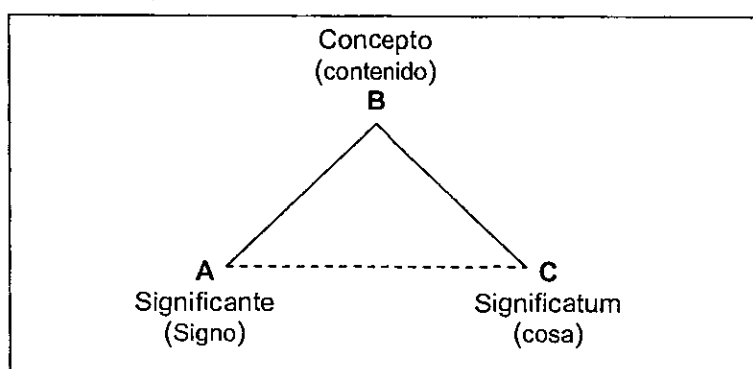 Concepto
(contenido)
B
A C
Significante Significatum
(Signo) (cosa)